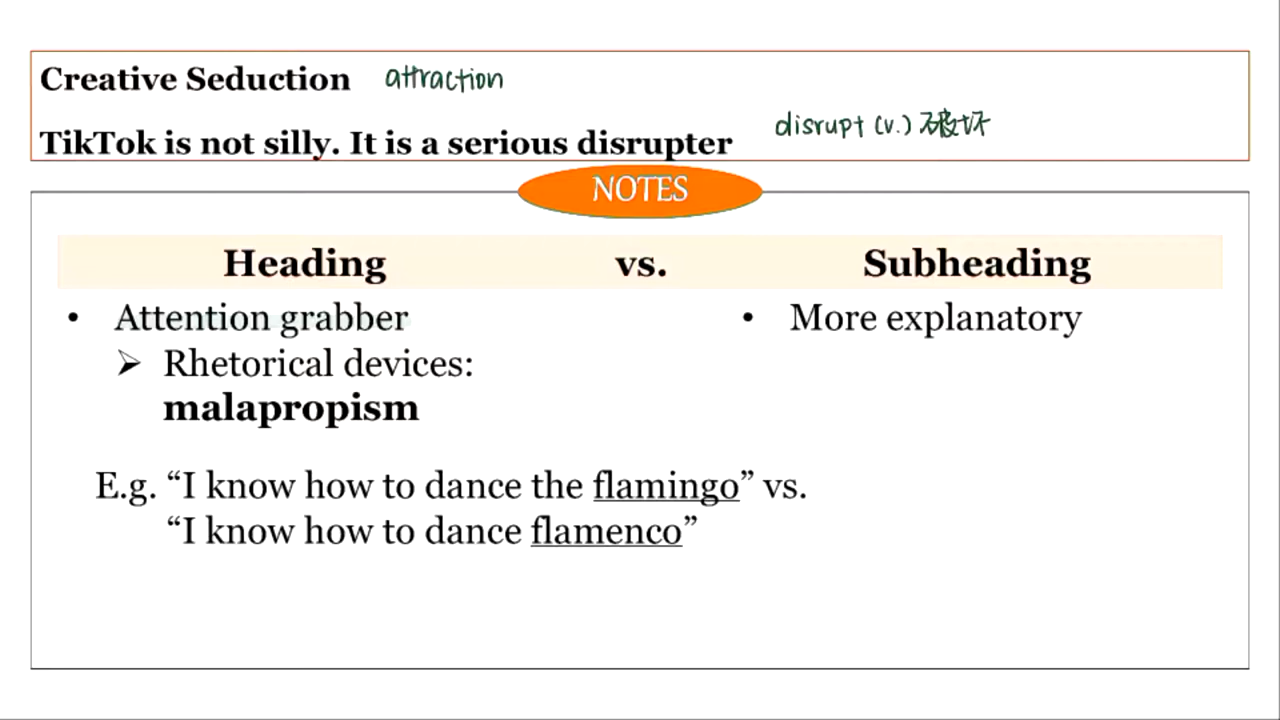 Creative Seduction attraction
TikTok is not silly. It is a serious disrupter disrupt (v.) 破坏
NOTES
Heading vs. Subheading
• Attention grabber
➢ Rhetorical devices:
malapropism
• More explanatory
E.g. “I know how to dance the flamingo” vs.
“I know how to dance flamenco”